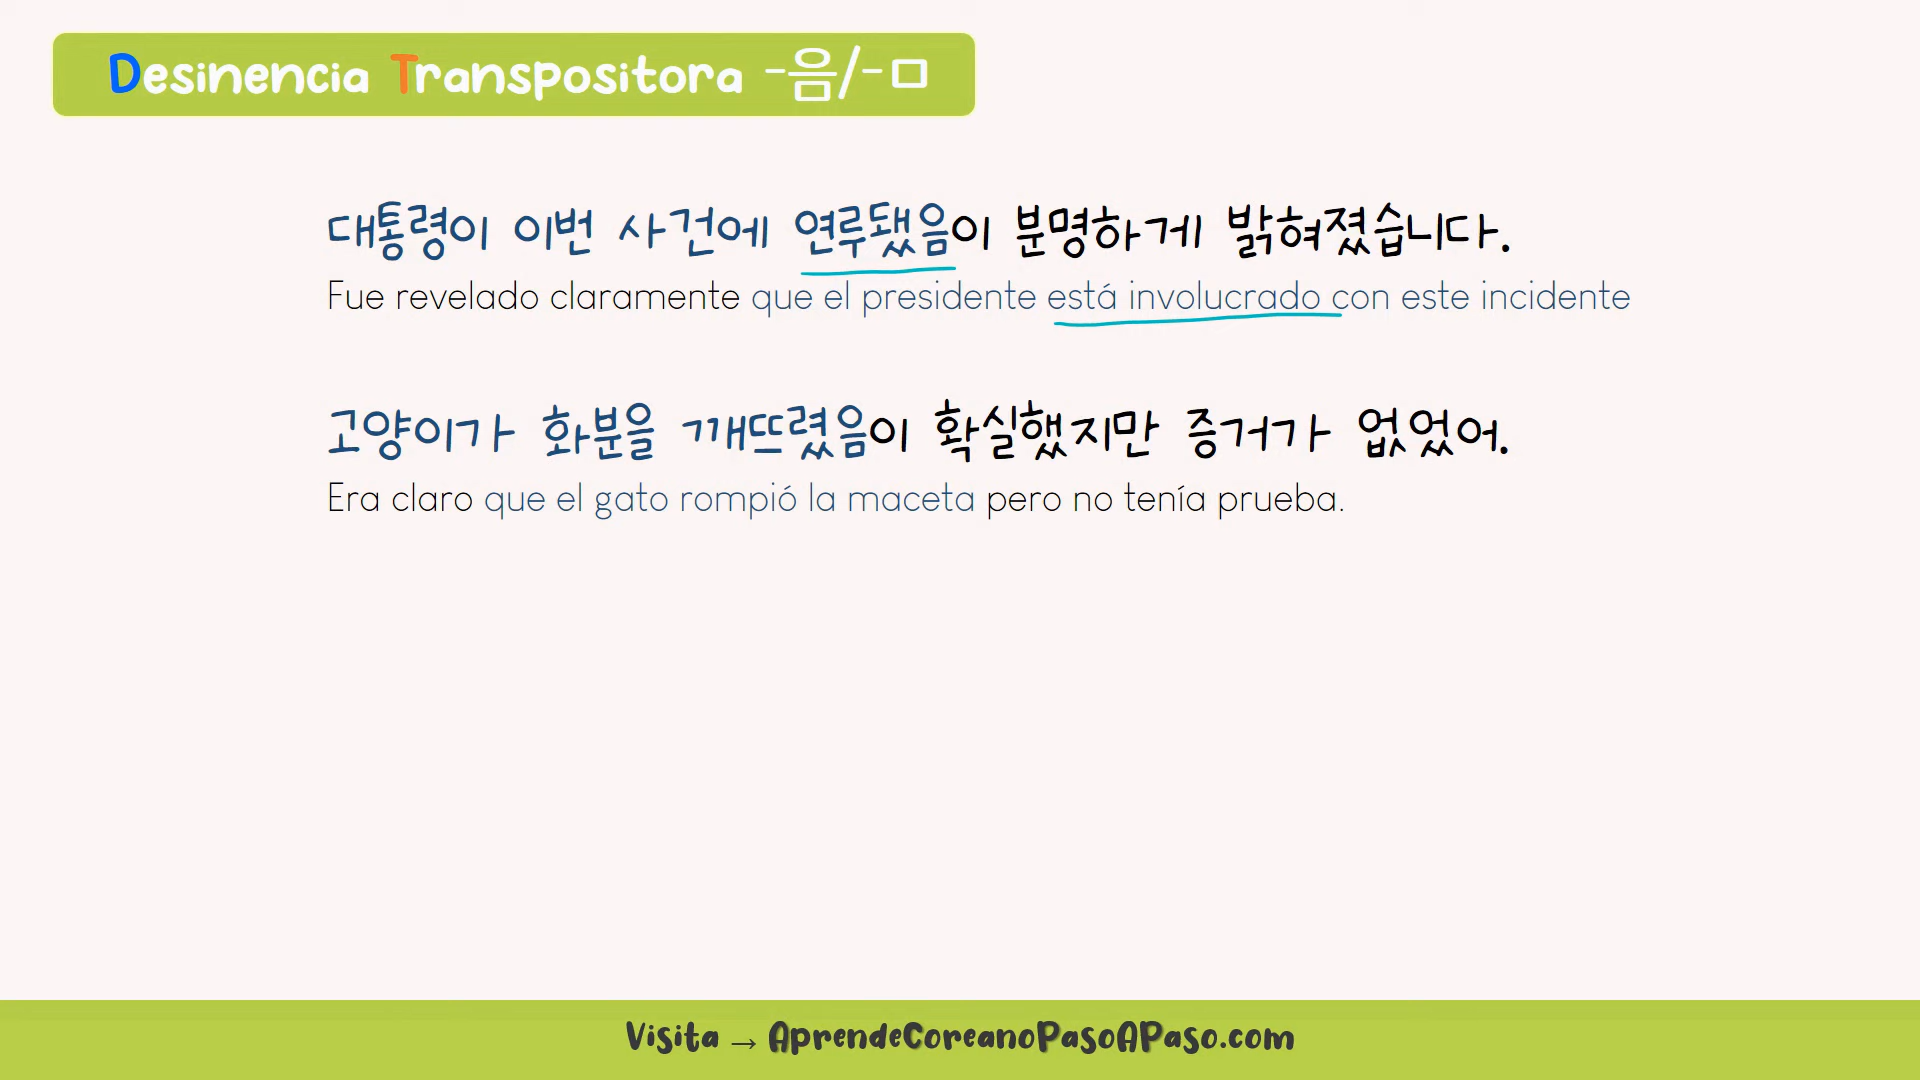 Desinencia Transpositora -음/-ㅁ
대통령이 이번 사건에 연루됐음이 분명하게 밝혀졌습니다.
Fue revelado claramente que el presidente está involucrado con este incidente
고양이가 화분을 깨뜨렸음이 확실했지만 증거가 없었어.
Era claro que el gato rompió la maceta pero no tenía prueba.
Visita → AprendeCoreanoPasoAPaso.com